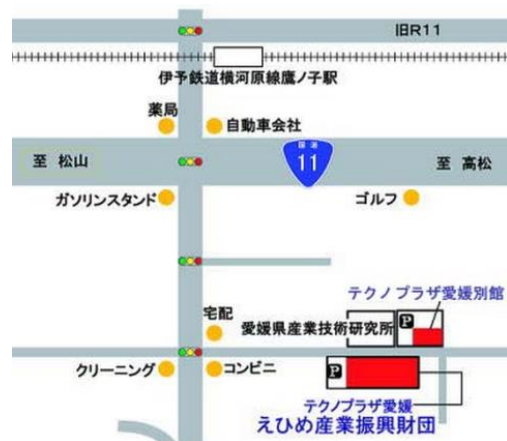 旧R11
伊予鉄道横河原線鷹ノ子駅
薬局
自動車会社
至 松山
国道
11
至 高松
ガソリンスタンド
ゴルフ
テクノプラザ愛媛別館
宅配
愛媛県産業技術研究所
P
クリーニング
コンビニ
P
テクノプラザ愛媛
えひめ産業振興財団